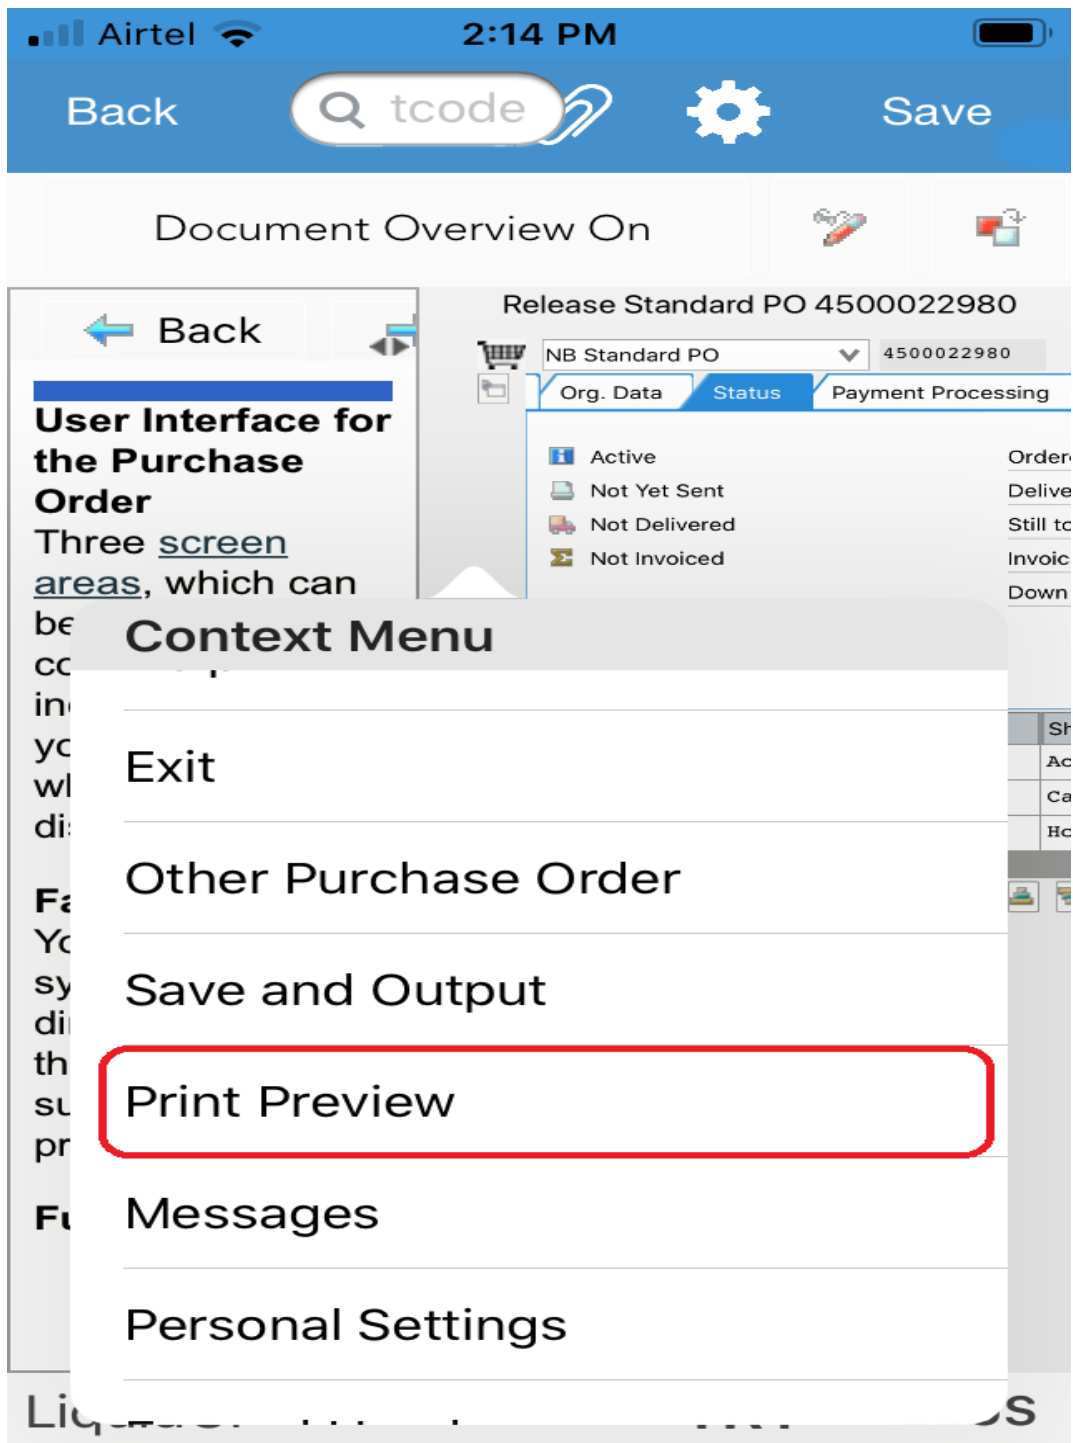 Airtel
2:14 PM
Back
tcode
Save
Document Overview On
Back
Release Standard PO 4500022980
NB Standard PO
4500022980
Org. Data
Status
Payment Processing
User Interface for
the Purchase
Order
Three screen
areas, which can
Active
Not Yet Sent
Not Delivered
Not Invoiced
Still to
Down
Context Menu
Exit
Other Purchase Order
Save and Output
Print Preview
Messages
Personal Settings